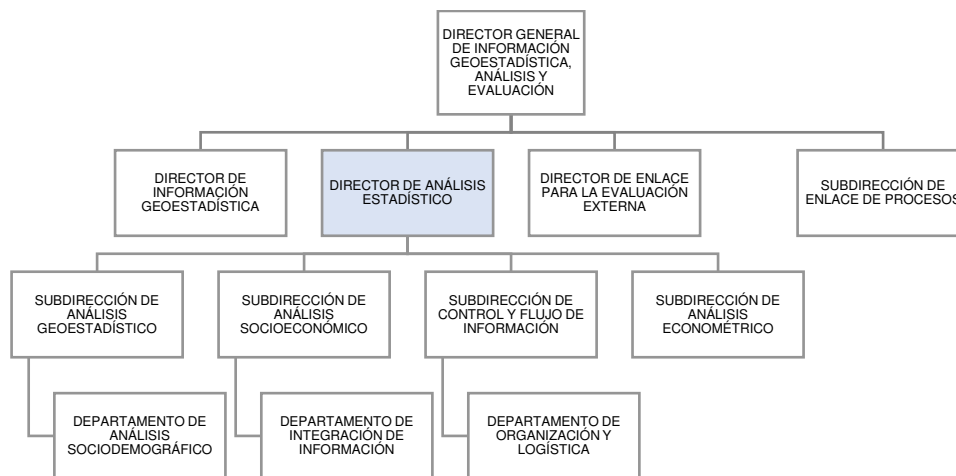 DIRECTOR GENERAL
DE INFORMACIÓN
GEOESTADÍSTICA,
ANÁLISIS Y
EVALUACIÓN
DIRECTOR DE
INFORMACIÓN
GEOESTADÍSTICA
DIRECTOR DE ANÁLISIS
ESTADÍSTICO
DIRECTOR DE ENLACE
PARA LA EVALUACIÓN
EXTERNA
SUBDIRECCIÓN DE
ENLACE DE PROCESOS
SUBDIRECCIÓN DE
ANÁLISIS
GEOESTADÍSTICO
SUBDIRECCIÓN DE
ANÁLISIS
SOCIOECONÓMICO
SUBDIRECCIÓN DE
CONTROL Y FLUJO DE
INFORMACIÓN
SUBDIRECCIÓN DE
ANÁLISIS
ECONOMÉTRICO
DEPARTAMENTO DE
ANÁLISIS
SOCIODEMOGRÁFICO
DEPARTAMENTO DE
INTEGRACIÓN DE
INFORMACIÓN
DEPARTAMENTO DE
ORGANIZACIÓN Y
LOGÍSTICA